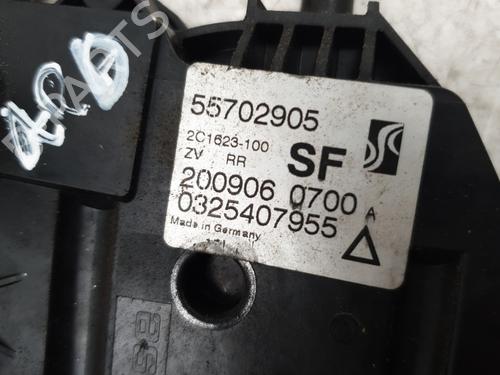 55702905
2C1623-100
ZV RR
SF
200906 0700 A
0325407955
Made in Germany